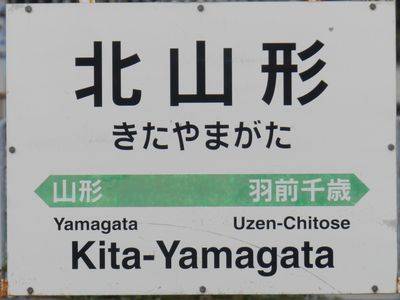 北山形
きたやまがた
山形 羽前千歳
Yamagata Uzen-Chitose
Kita-Yamagata